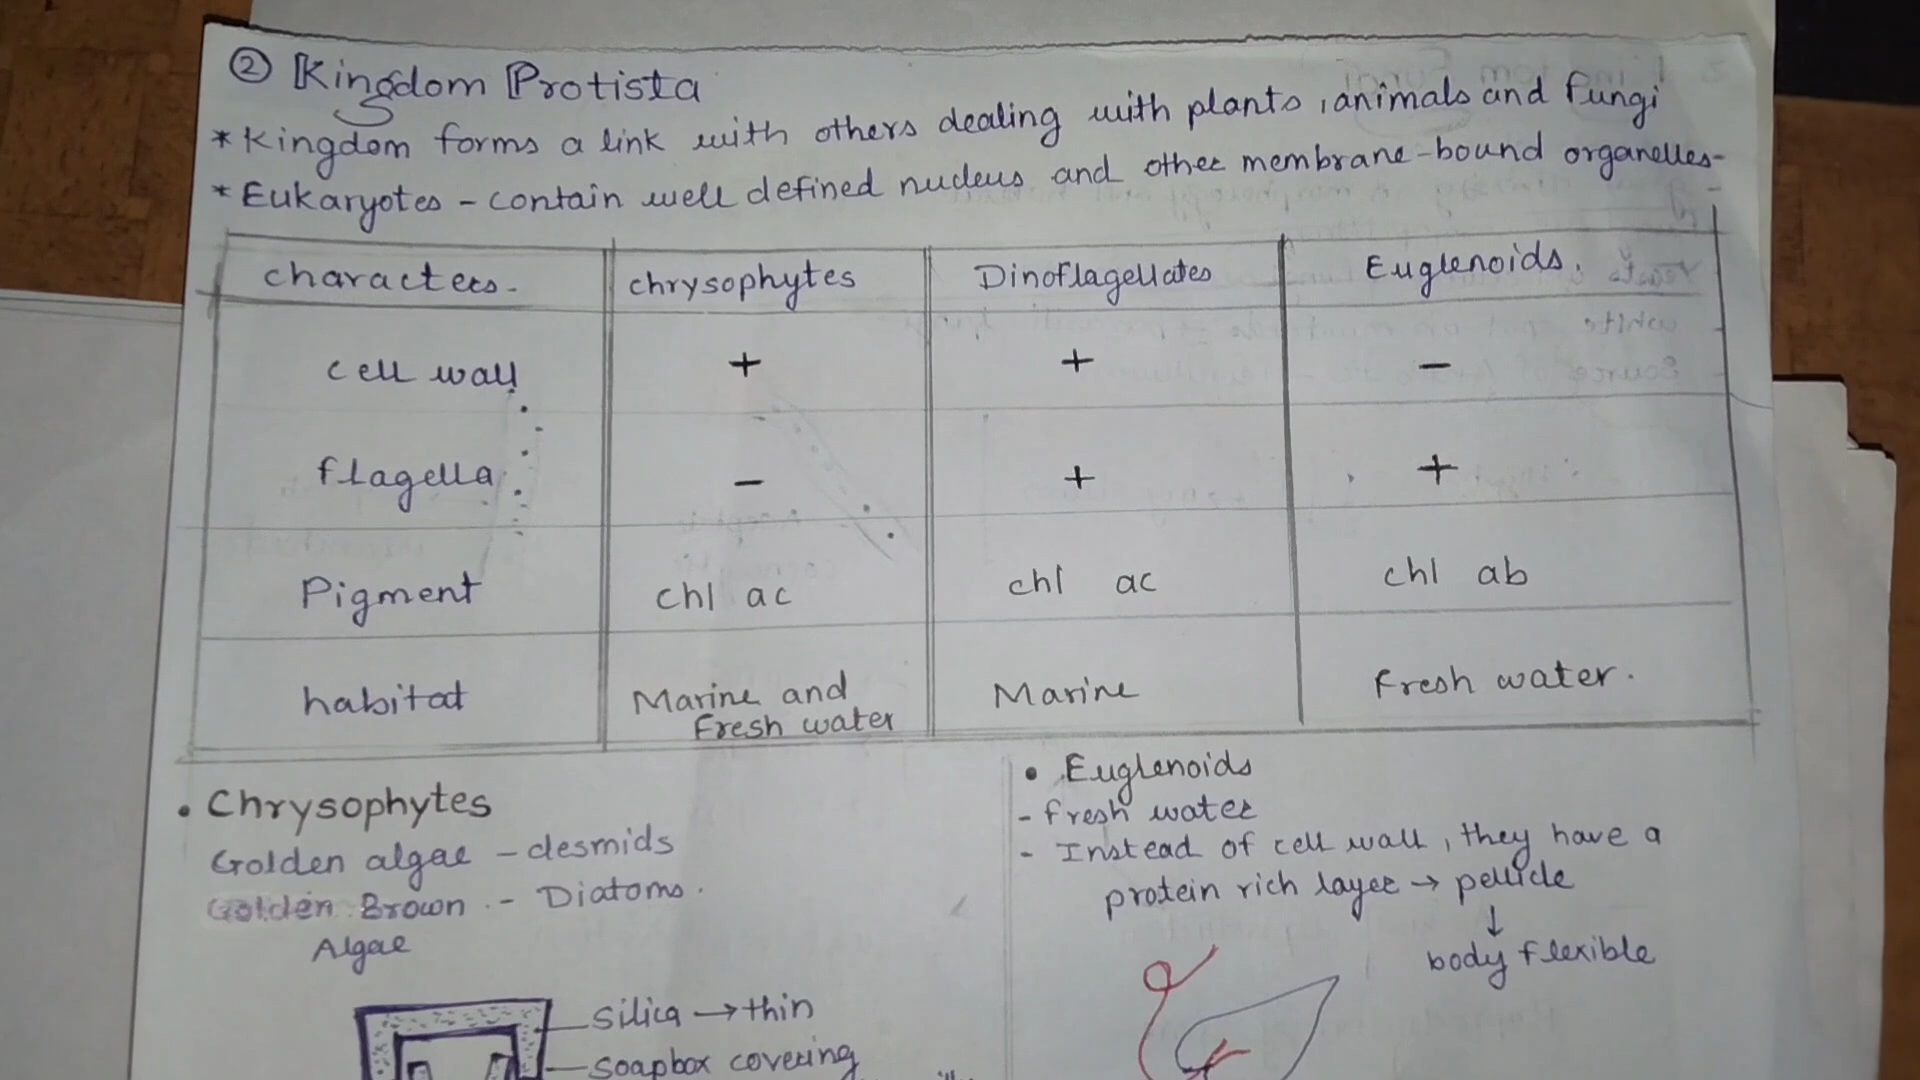 ② Kingdom Protista
* Kingdom forms a link with others dealing with plants, animals and fungi
* Eukaryotes - contain well defined nucleus and other membrane-bound organelles-
characters. chrysophytes Dinoflagellates Euglenoids.
cell wall + + -
flagella - + +
Pigment chl ac chl ac chl ab
habitat Marine and Fresh water Marine Fresh water.
• Chrysophytes
Golden algae - desmids
Golden Brown - Diatoms.
Algae
silica → thin
soapbox covering
• Euglenoids
- fresh water
- Instead of cell wall, they have a
protein rich layer → pellicle
↓
body flexible